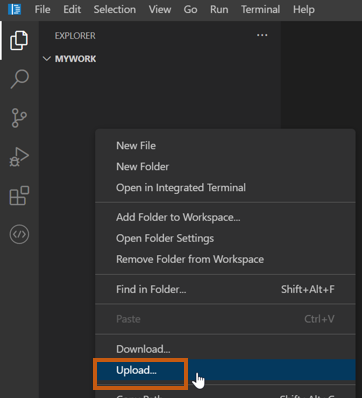 File Edit Selection View Go Run Terminal Help
EXPLORER ...
MYWORK
New File
New Folder
Open in Integrated Terminal
Add Folder to Workspace...
Open Folder Settings
Remove Folder from Workspace
Find in Folder... Shift+Alt+F
Paste Ctrl+V
Download...
Upload...